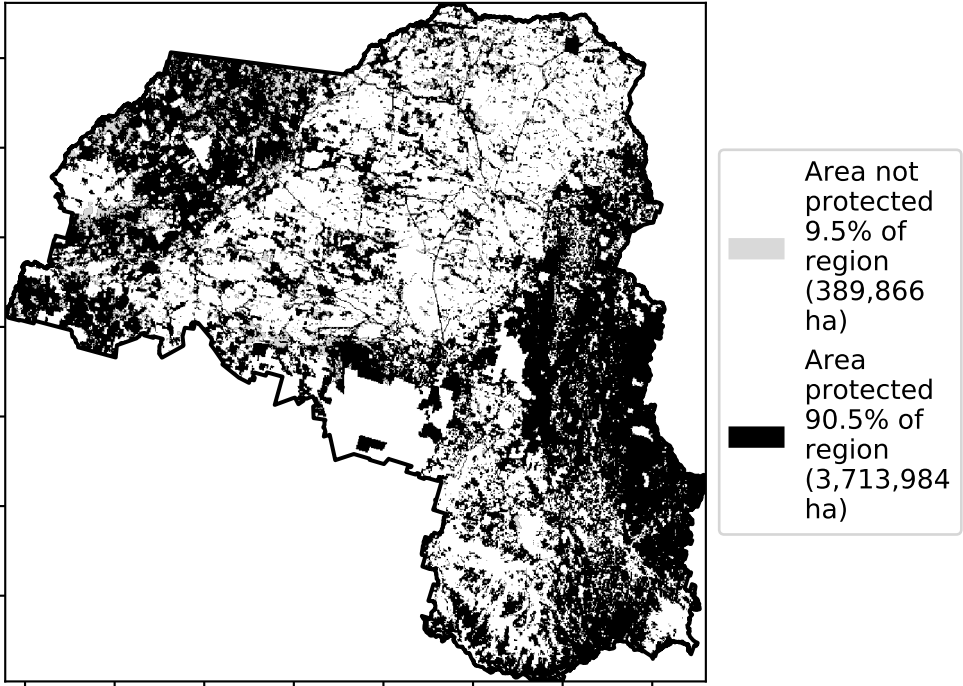 Area not
protected
9.5% of
region
(389,866
ha)
Area
protected
90.5% of
region
(3,713,984
ha)